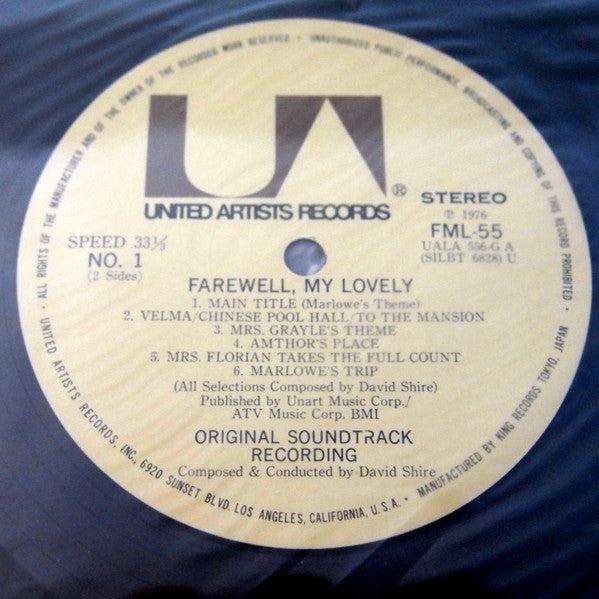 • ALL RIGHTS OF THE MANUFACTURER AND OF THE OWNER OF THE RECORDED WORK RESERVED. • UNAUTHORIZED PUBLIC PERFORMANCE, BROADCASTING AND COPYING OF THIS RECORD PROHIBITED •
UA®
UNITED ARTISTS RECORDS
STEREO
℗ 1976
SPEED 33⅓
FML-55
NO. 1
UALA 556-G A
(2 Sides)
(SILBT 6828) U
FAREWELL, MY LOVELY
1. MAIN TITLE (Marlowe's Theme)
2. VELMA/CHINESE POOL HALL/TO THE MANSION
3. MRS. GRAYLE'S THEME
4. AMTHOR'S PLACE
5. MRS. FLORIAN TAKES THE FULL COUNT
6. MARLOWE'S TRIP
(All Selections Composed by David Shire)
Published by Unart Music Corp./
ATV Music Corp. BMI
ORIGINAL SOUNDTRACK
RECORDING
Composed & Conducted by David Shire
UNITED ARTISTS RECORDS, INC., 6920 SUNSET BLVD. LOS ANGELES, CALIFORNIA, U.S.A. • MANUFACTURED BY KING RECORDS TOKYO, JAPAN